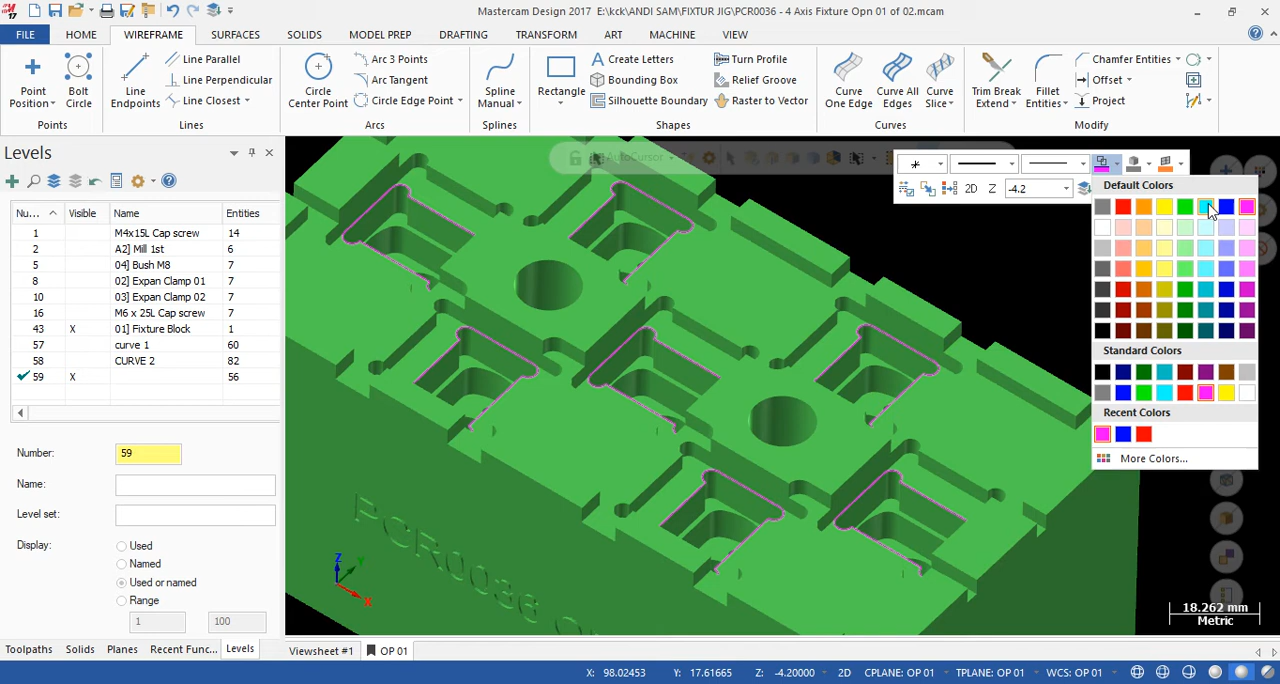 Mastercam Design 2017 E:\kck\ANDI SAM\FIXTUR JIG\PCR0036 - 4 Axis Fixture Opn 01 of 02.mcam
FILE HOME WIREFRAME SURFACES SOLIDS MODEL PREP DRAFTING TRANSFORM ART MACHINE VIEW
Point Position
Bolt Circle
Points
Line Endpoints
Line Parallel
Line Perpendicular
Line Closest
Lines
Circle Center Point
Arc 3 Points
Arc Tangent
Circle Edge Point
Arcs
Spline Manual
Splines
Rectangle
Create Letters
Bounding Box
Silhouette Boundary
Turn Profile
Relief Groove
Raster to Vector
Shapes
Curve One Edge
Curve All Edges
Curve Slice
Curves
Trim Break Extend
Fillet Entities
Chamfer Entities
Offset
Project
Modify
Levels
Nu... Visible Name Entities
1 M4x15L Cap screw 14
2 A2] Mill 1st 6
5 04] Bush M8 7
8 02] Expan Clamp 01 7
10 03] Expan Clamp 02 7
16 M6 x 25L Cap screw 7
43 X 01] Fixture Block 1
57 curve 1 60
58 CURVE 2 82
59 X 56
Number: 59
Name:
Level set:
Display: Used
Named
Used or named
Range
1 100
Toolpaths Solids Planes Recent Func... Levels
AutoCursor
2D Z -4.2
Default Colors
Standard Colors
Recent Colors
More Colors...
PCR0036
Z
Y
X
18.262 mm
Metric
Viewsheet #1 OP 01
X: 98.02453 Y: 17.61665 Z: -4.20000 2D CPLANE: OP 01 TPLANE: OP 01 WCS: OP 01